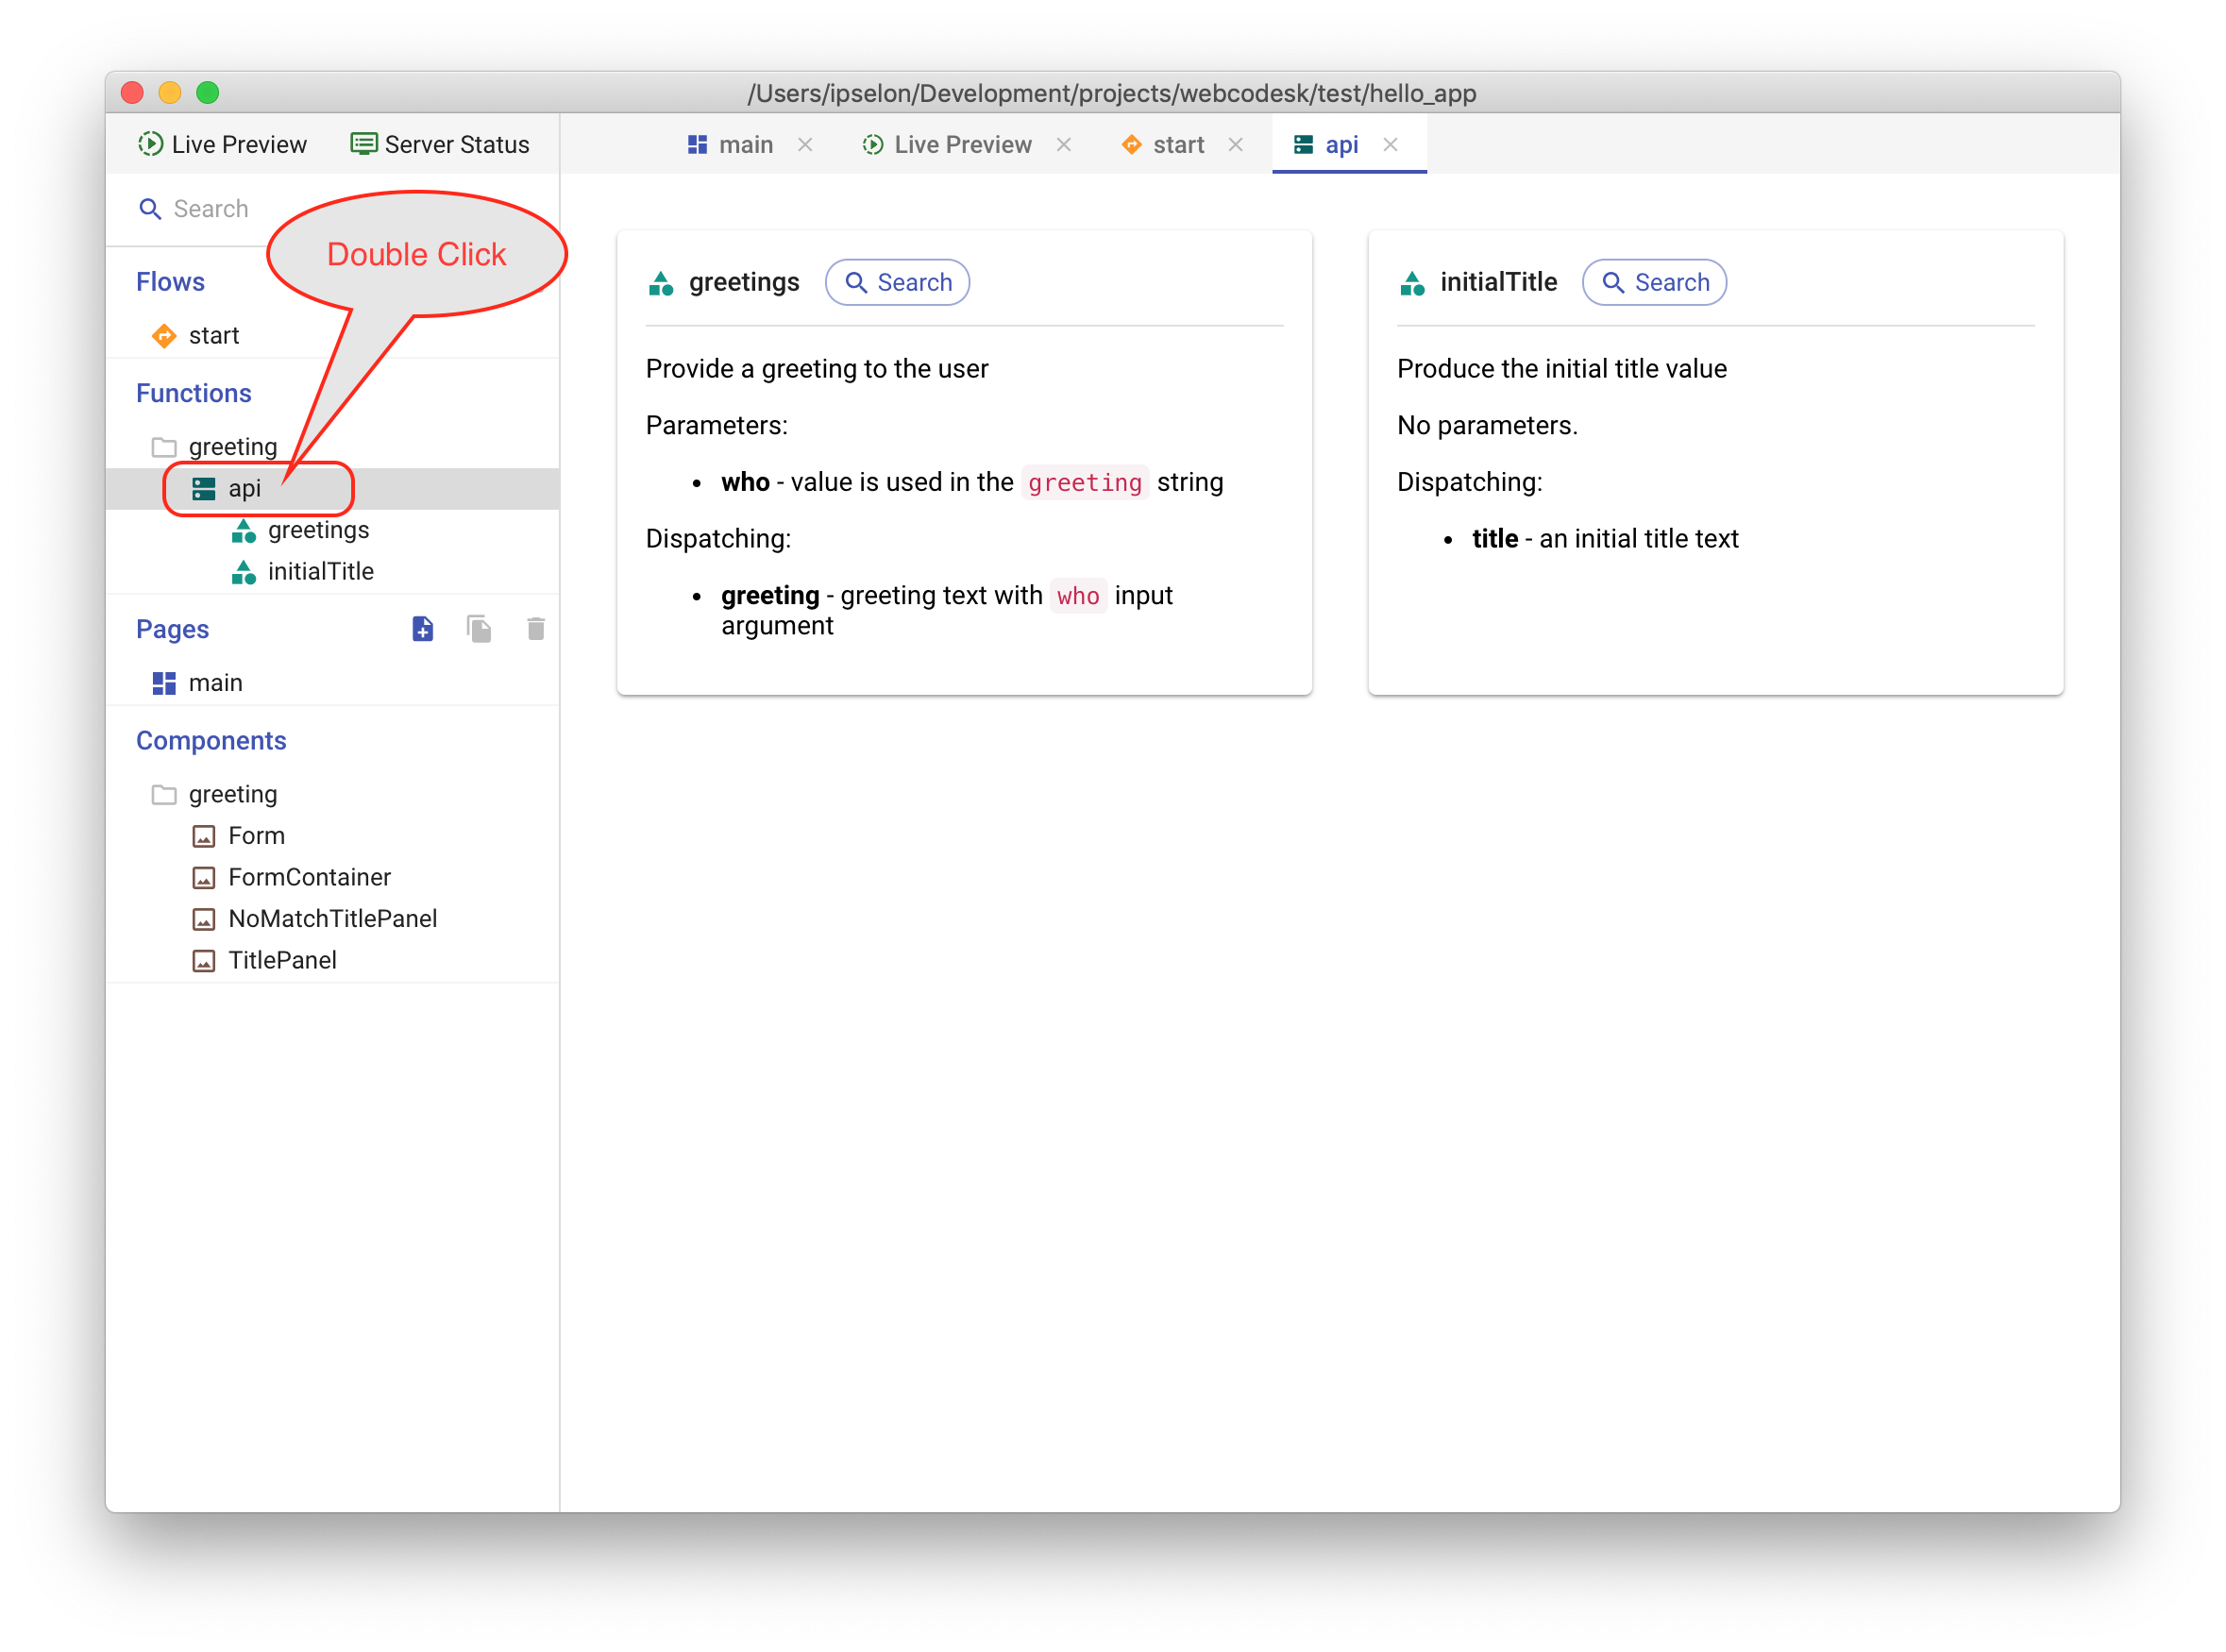 /Users/ipselon/Development/projects/webcodesk/test/hello_app
Live Preview
Server Status
main
Live Preview
start
api
Search
Double Click
Flows
start
Functions
greeting
api
greetings
initialTitle
Pages
main
Components
greeting
Form
FormContainer
NoMatchTitlePanel
TitlePanel
greetings
Search
Provide a greeting to the user
Parameters:
• who - value is used in the greeting string
Dispatching:
• greeting - greeting text with who input
argument
initialTitle
Search
Produce the initial title value
No parameters.
Dispatching:
• title - an initial title text